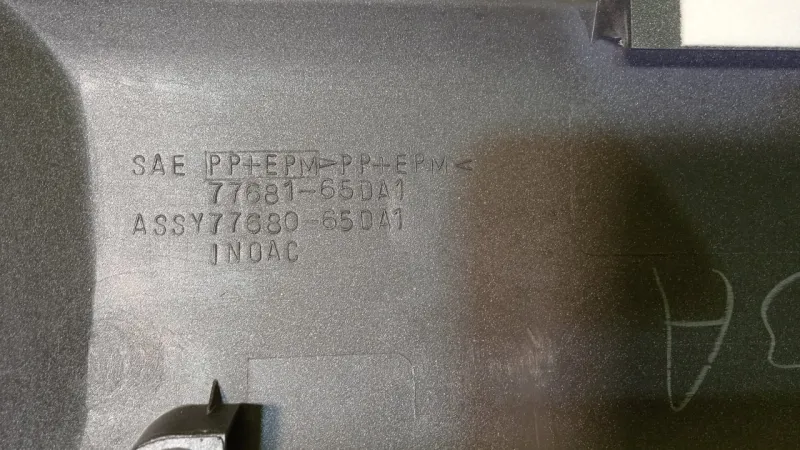 SAE PP+EPM>PP+EPM<
77681-65DA1
ASSY77680-65DA1
INOAC